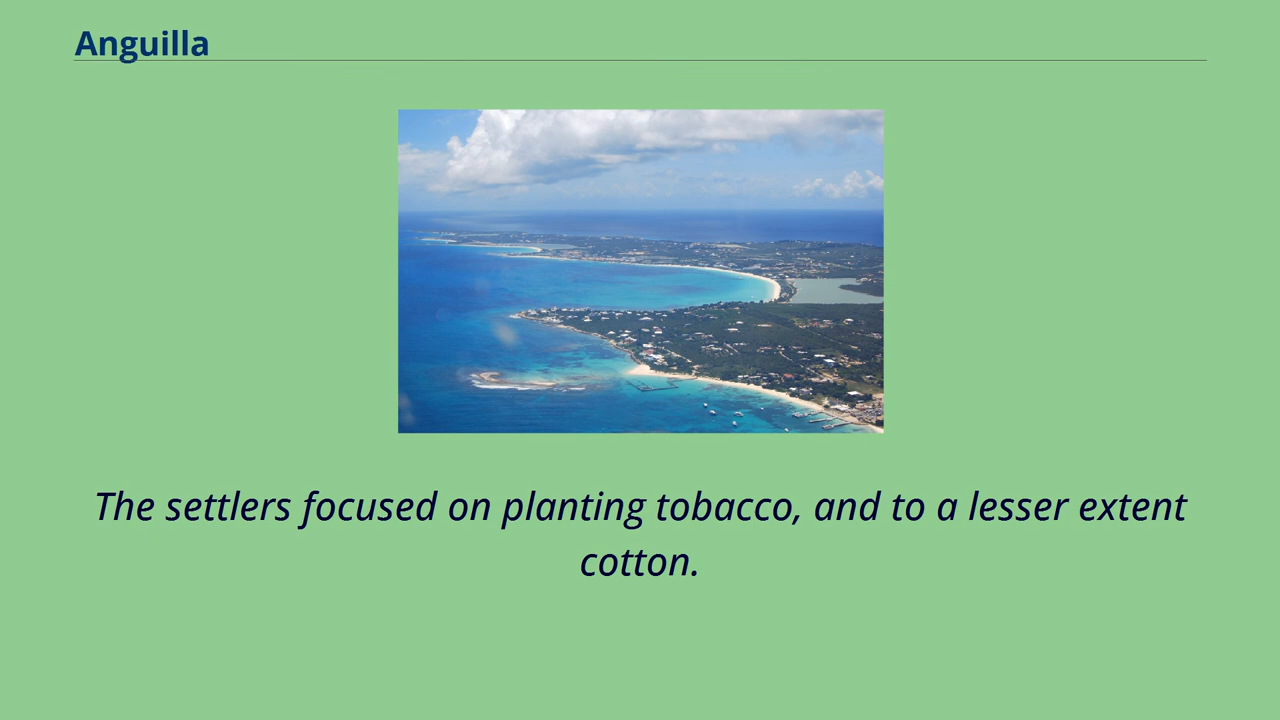 Anguilla
The settlers focused on planting tobacco, and to a lesser extent
cotton.